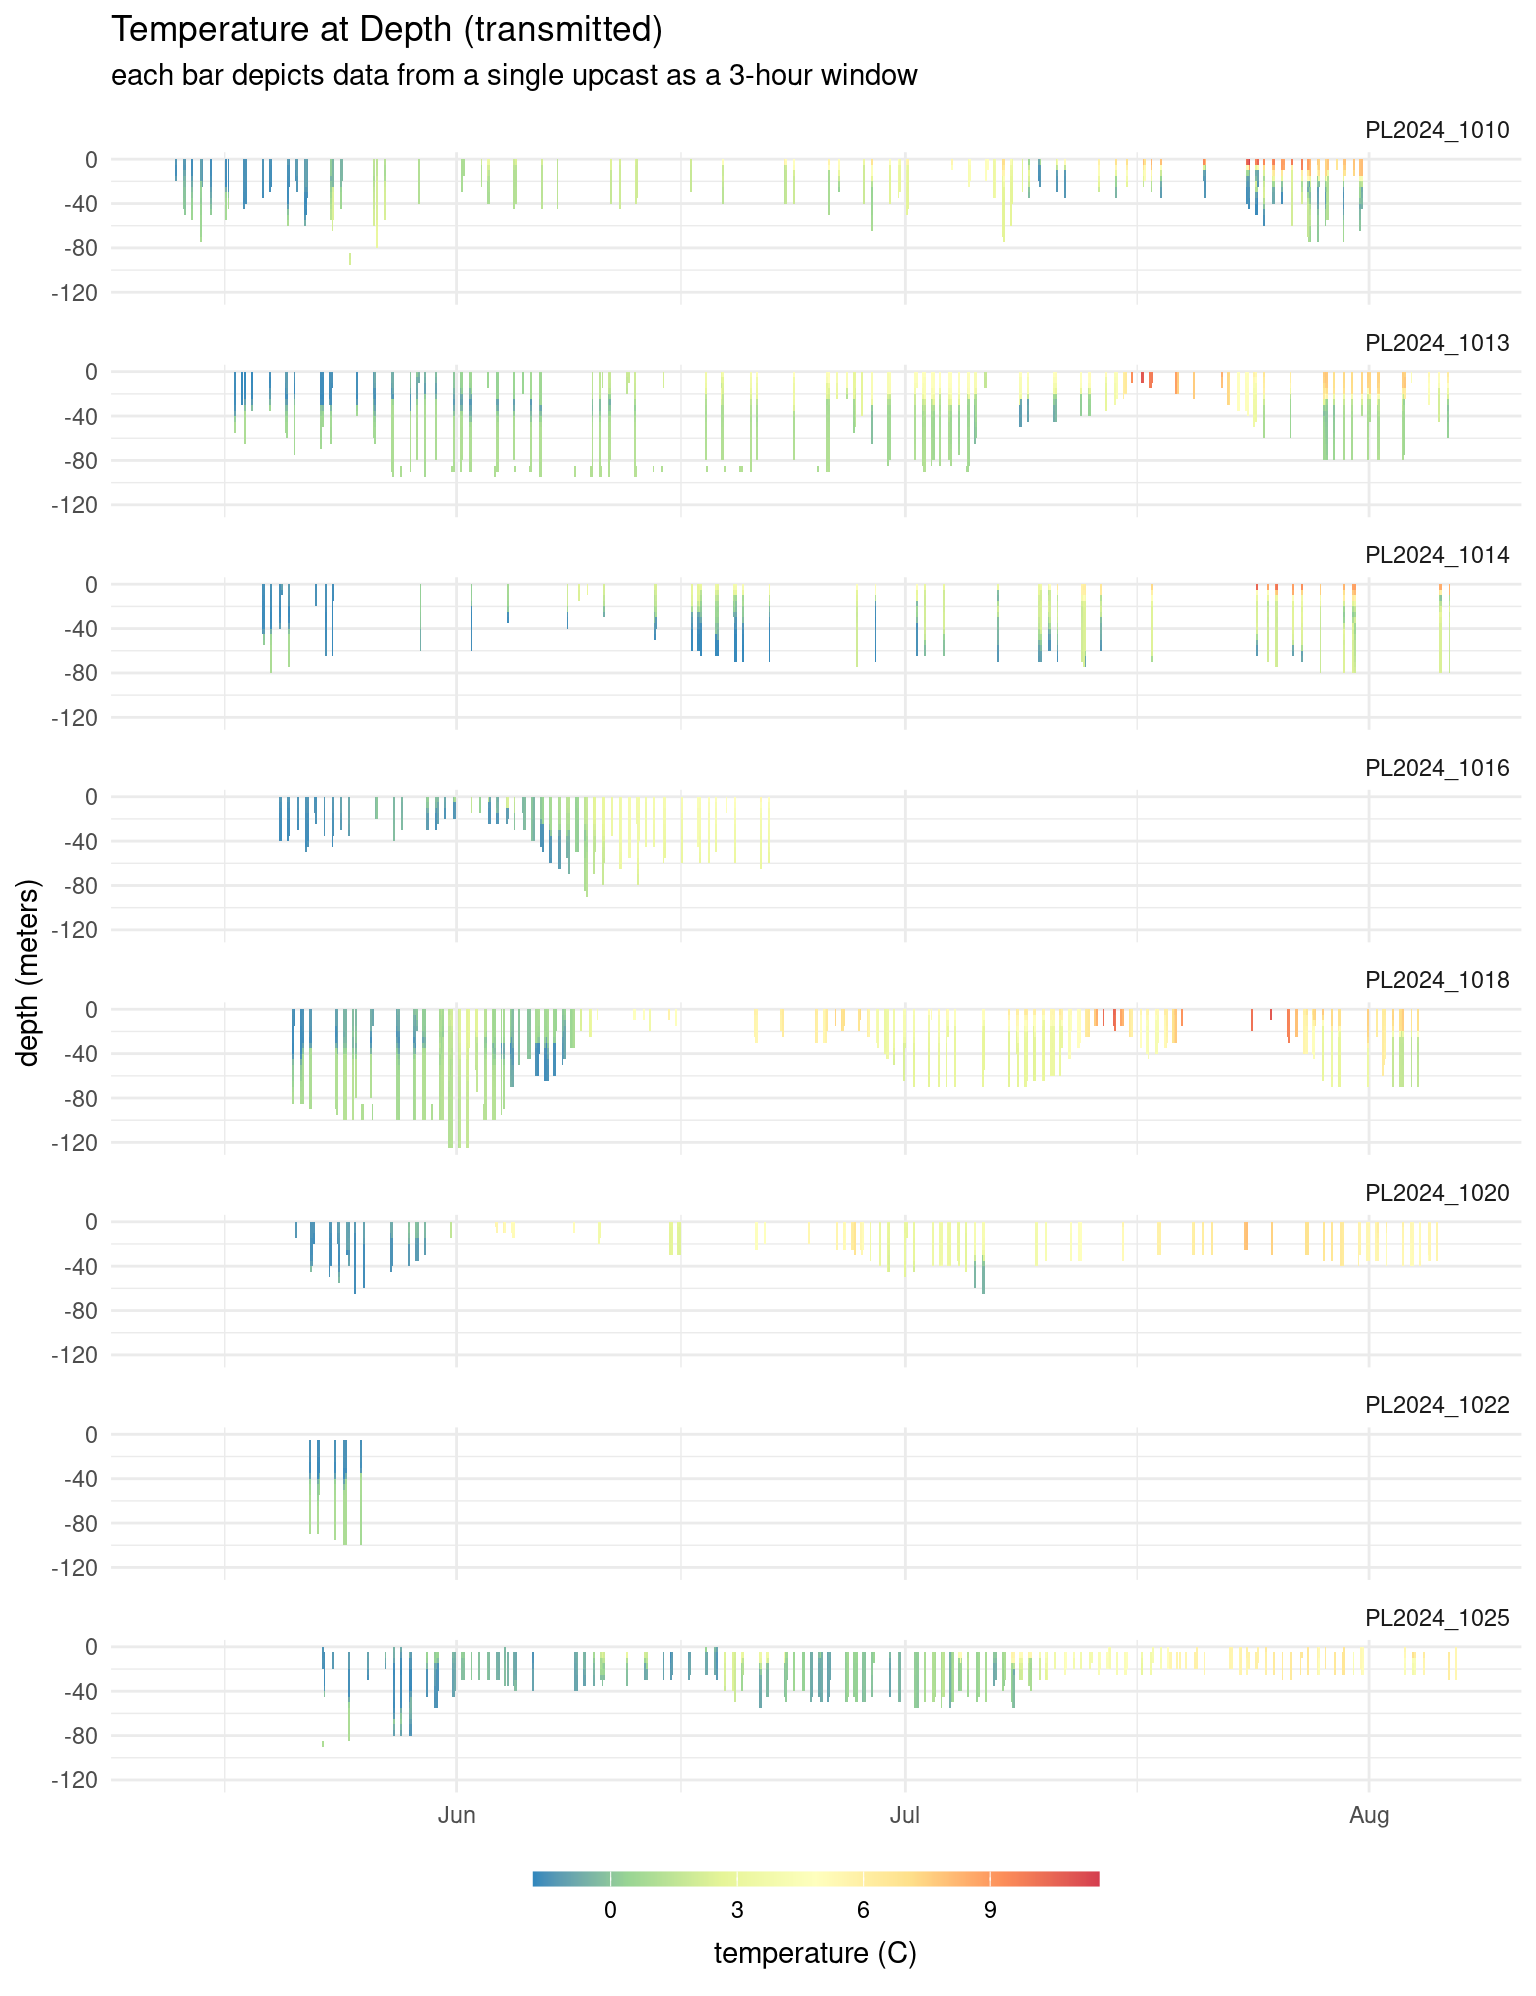 Temperature at Depth (transmitted)
each bar depicts data from a single upcast as a 3-hour window
PL2024_1010
0
-40
-80
-120
PL2024_1013
0
-40
-80
-120
PL2024_1014
0
-40
-80
-120
PL2024_1016
0
-40
-80
-120
depth (meters)
PL2024_1018
0
-40
-80
-120
PL2024_1020
0
-40
-80
-120
PL2024_1022
0
-40
-80
-120
PL2024_1025
0
-40
-80
-120
Jun Jul Aug
0 3 6 9
temperature (C)